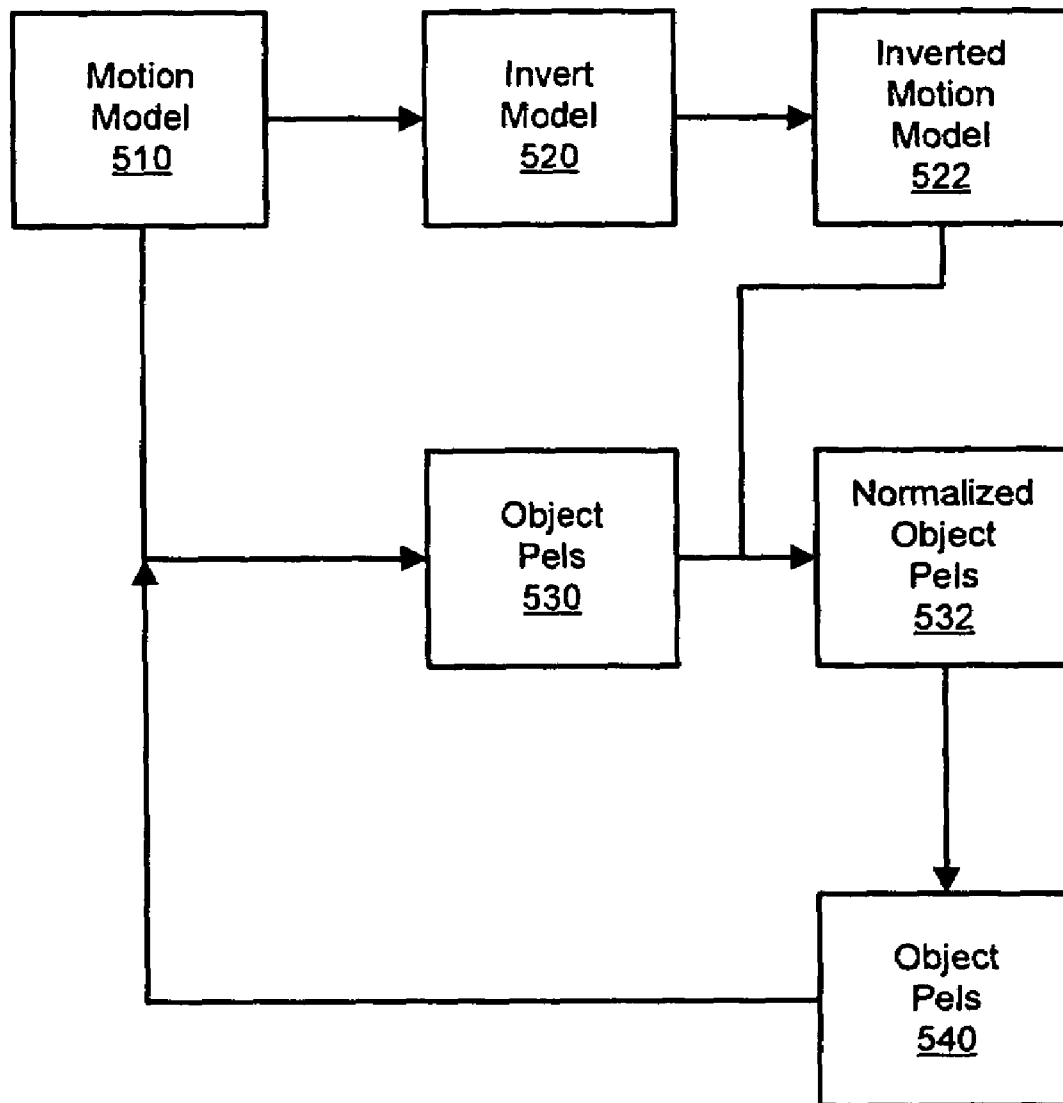 Motion
Model
510
Invert
Model
520
Inverted
Motion
Model
522
Object
Pels
530
Normalized
Object
Pels
532
Object
Pels
540